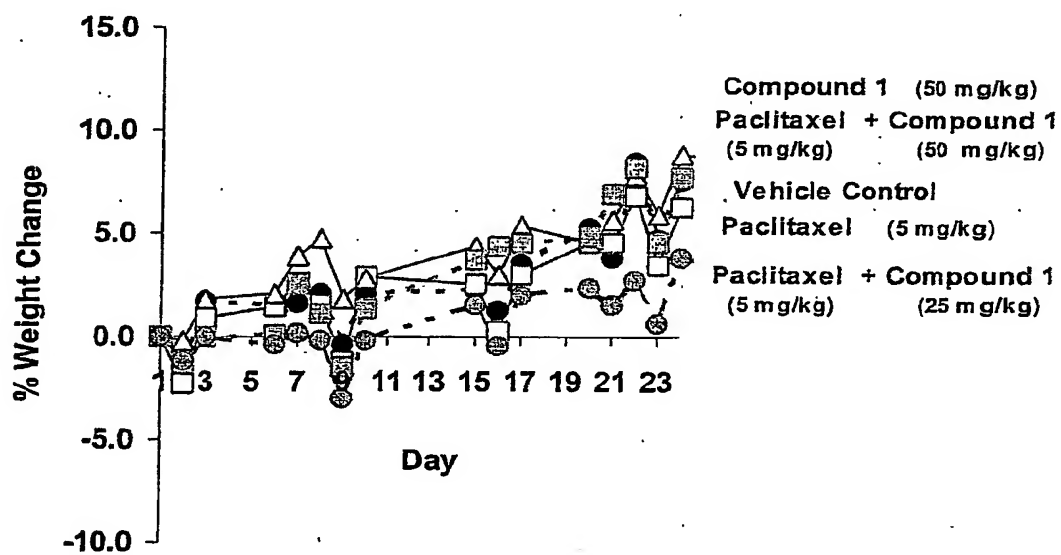 15.0
10.0
5.0
0.0
-5.0
-10.0
% Weight Change
1 3 5 7 9 11 13 15 17 19 21 23
Day
Compound 1 (50 mg/kg)
Paclitaxel + Compound 1
(5 mg/kg) (50 mg/kg)
Vehicle Control
Paclitaxel (5 mg/kg)
Paclitaxel + Compound 1
(5 mg/kg) (25 mg/kg)